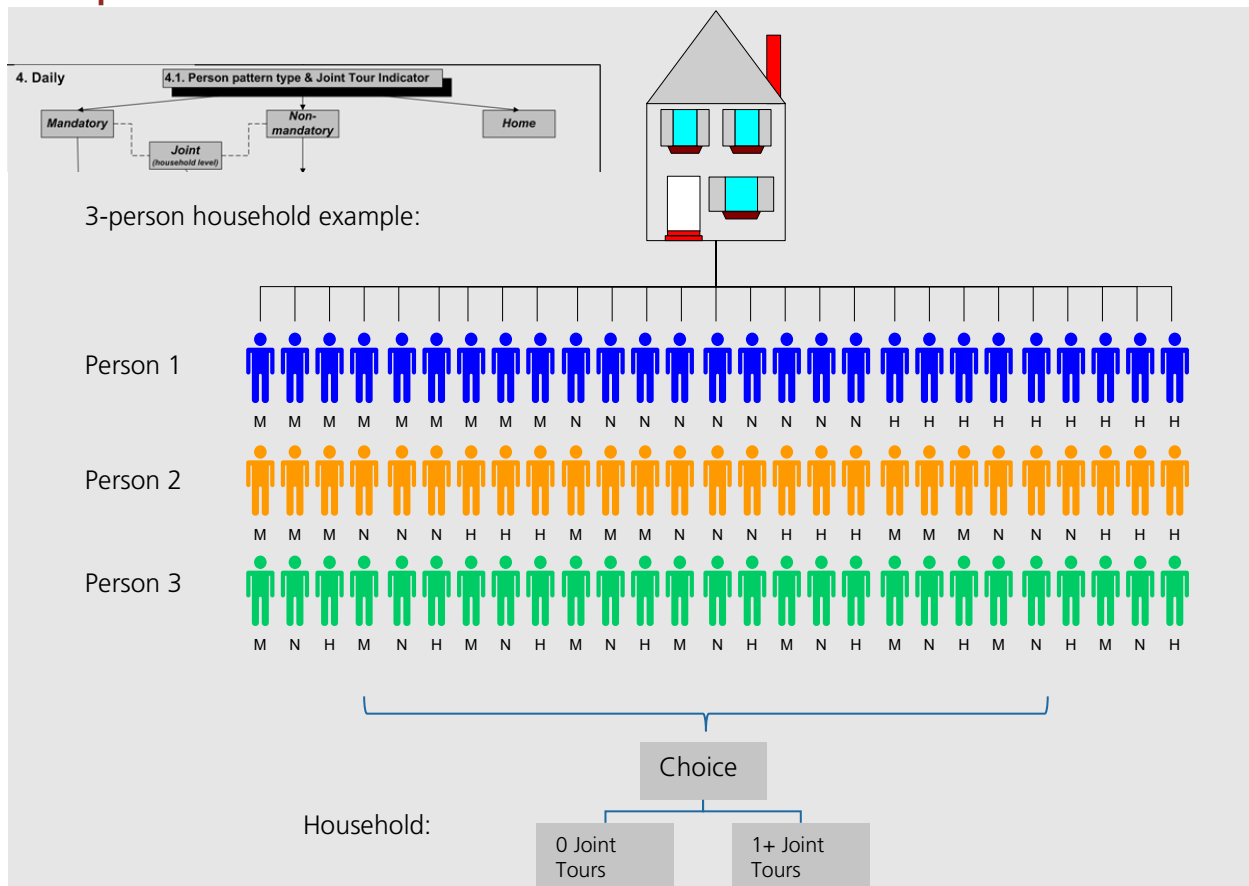 4. Daily
4.1. Person pattern type & Joint Tour Indicator
Mandatory
Non-
mandatory
Home
Joint
(household level)
3-person household example:
Person 1
M M M M M M M M M N N N N N N N N N H H H H H H H H H
Person 2
M M M N N N H H H M M M N N N H H H M M M N N N H H H
Person 3
M N H M N H M N H M N H M N H M N H M N H M N H M N H
Choice
Household:
0 Joint
Tours
1+ Joint
Tours